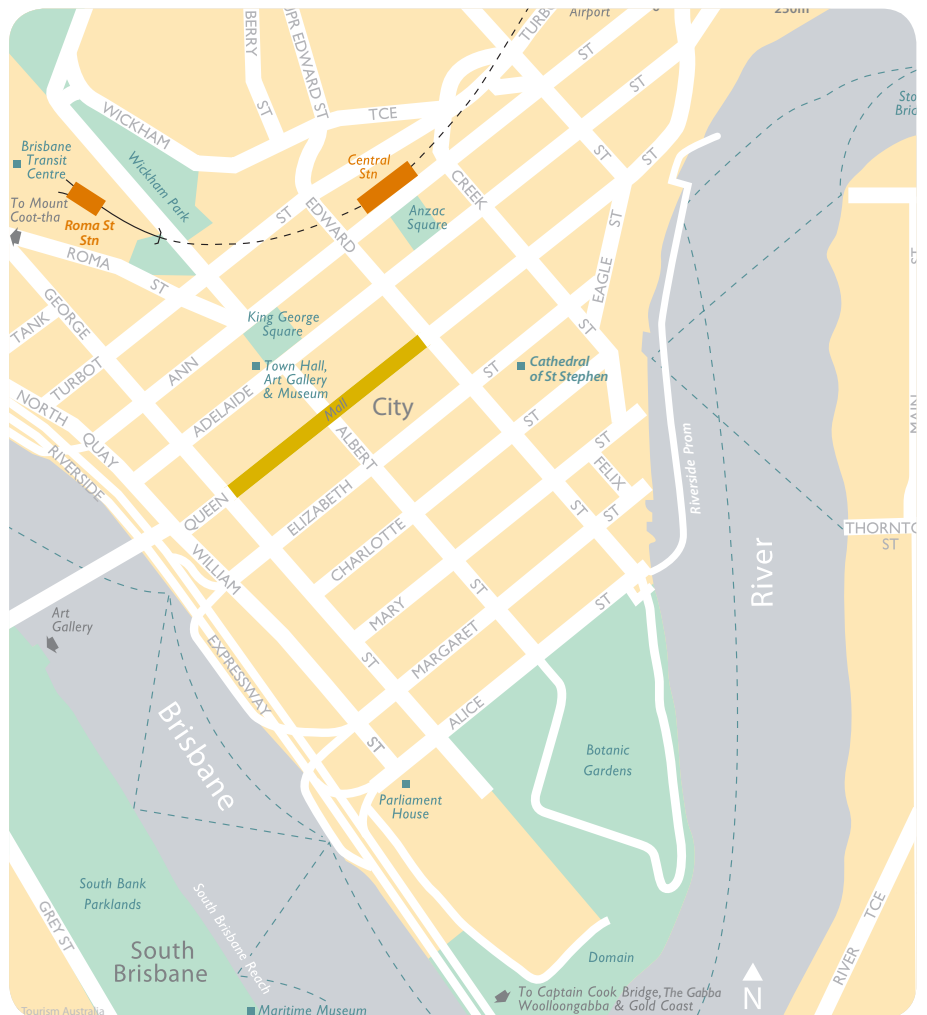 Airport
250m
TURB
BERRY
ST
UPR EDWARD ST
ST
ST
WICKHAM
TCE
Sto
Bric
Brisbane
Transit
Centre
Wickham Park
Central
Stn
ST
ST
To Mount
Coot-tha
Roma St
Stn
CREEK
Anzac
Square
ST
EDWARD
ST
EAGLE
ST
ROMA
ST
GEORGE
TANK
King George
Square
ST
TURBOT
ANN
Town Hall,
Art Gallery
& Museum
ST
Cathedral
of St Stephen
NORTH
QUAY
ADELAIDE
Mall
City
ST
MAIN
RIVERSIDE
ALBERT
ST
FELIX
ST
Riverside Prom
QUEEN
ELIZABETH
ST
THORNTO
ST
CHARLOTTE
WILLIAM
River
ST
MARY
ST
Art
Gallery
EXPRESSWAY
MARGARET
ST
ALICE
ST
Brisbane
Botanic
Gardens
Parliament
House
South Bank
Parklands
South Brisbane Reach
GREY ST
South
Brisbane
RIVER
TCE
Domain
N
To Captain Cook Bridge, The Gabba
Woolloongabba & Gold Coast
Maritime Museum
Tourism Australia